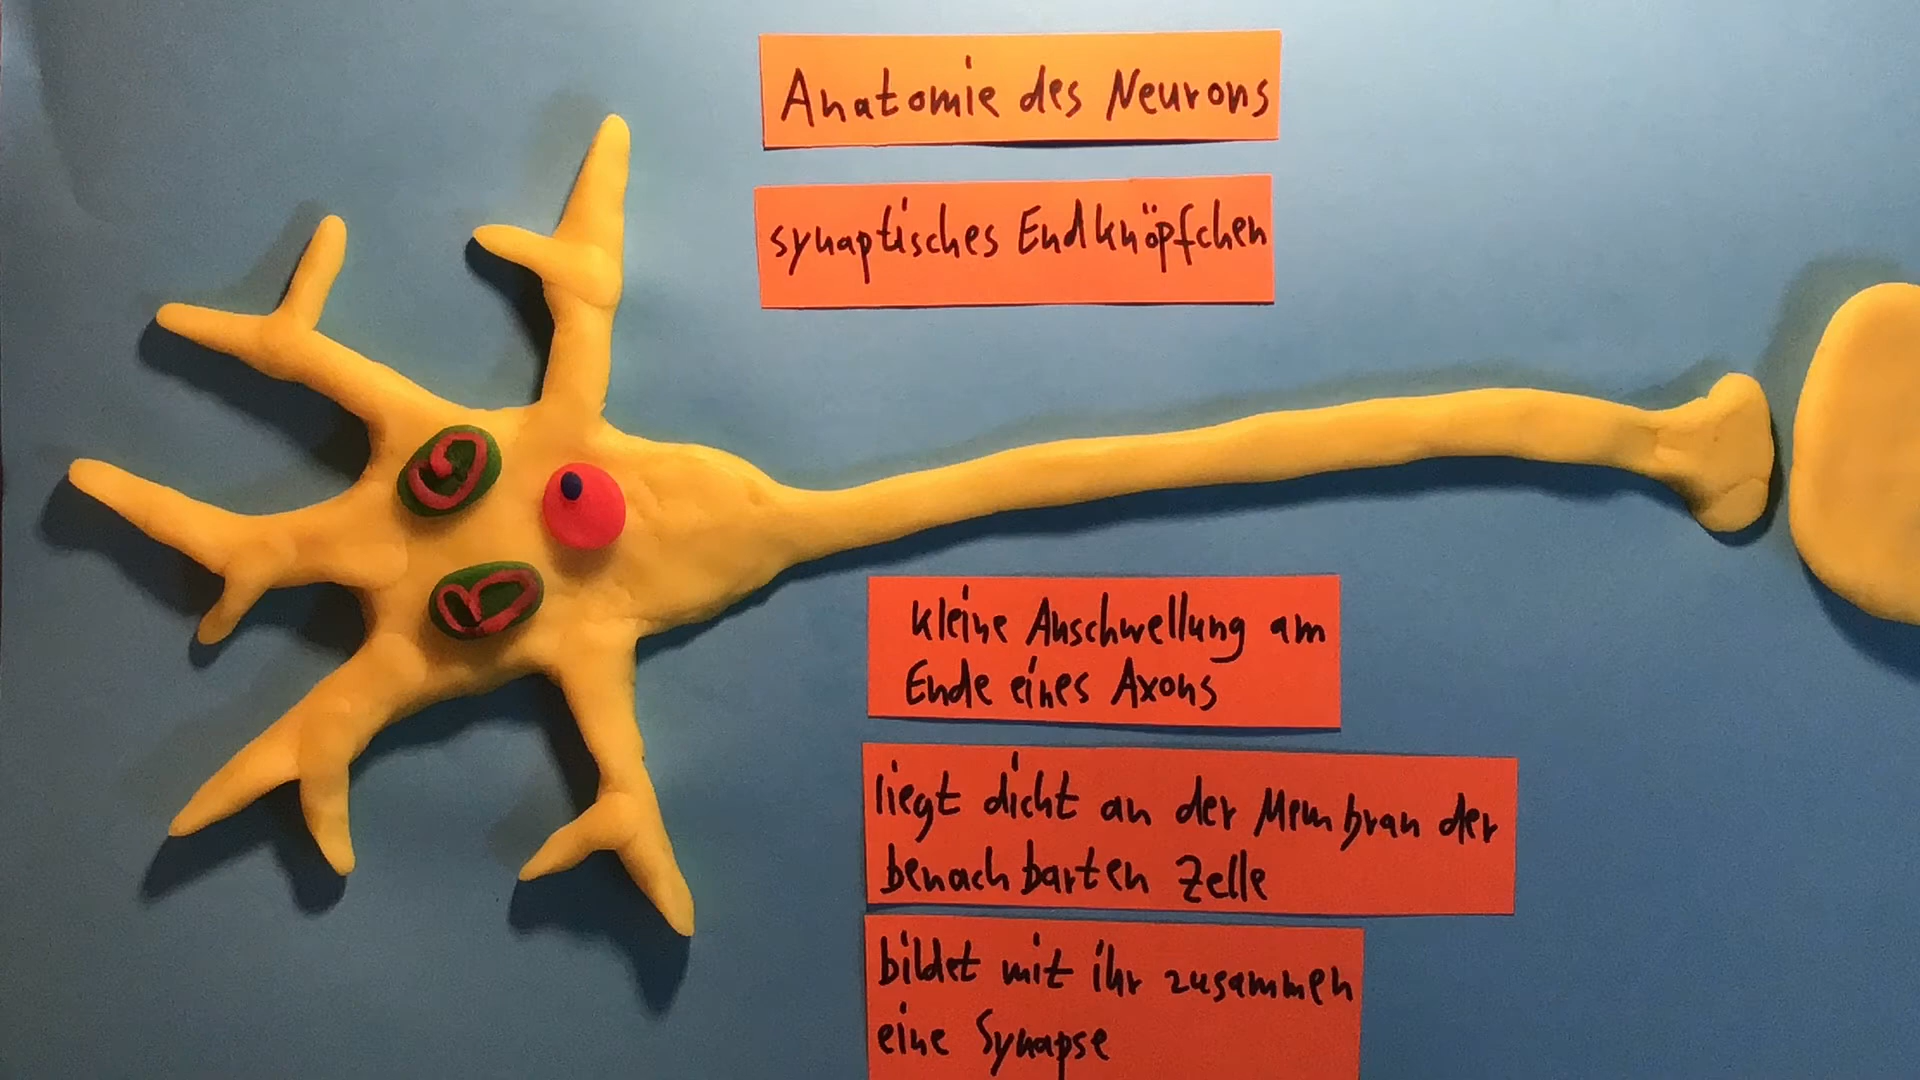 Anatomie des Neurons
synaptisches Endknöpfchen
kleine Anschwellung am
Ende eines Axons
liegt dicht an der Membran der
benachbarten Zelle
bildet mit ihr zusammen
eine Synapse